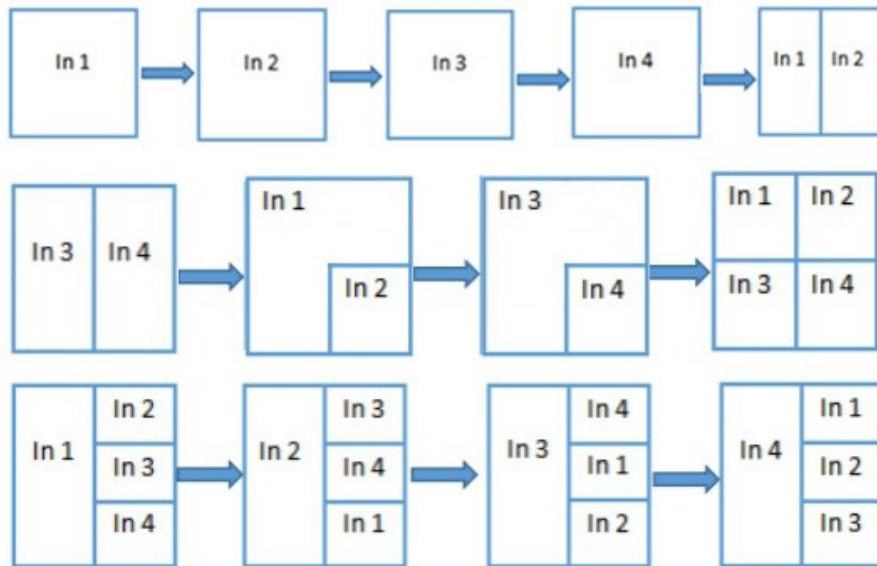 In 1 In 2 In 3 In 4 In 1 In 2
In 3 In 4 In 1 In 2 In 3 In 4 In 1 In 2
In 3 In 4
In 1 In 2 In 3 In 4 In 2 In 3 In 4 In 1 In 3 In 4 In 1 In 2 In 4 In 1 In 2 In 3